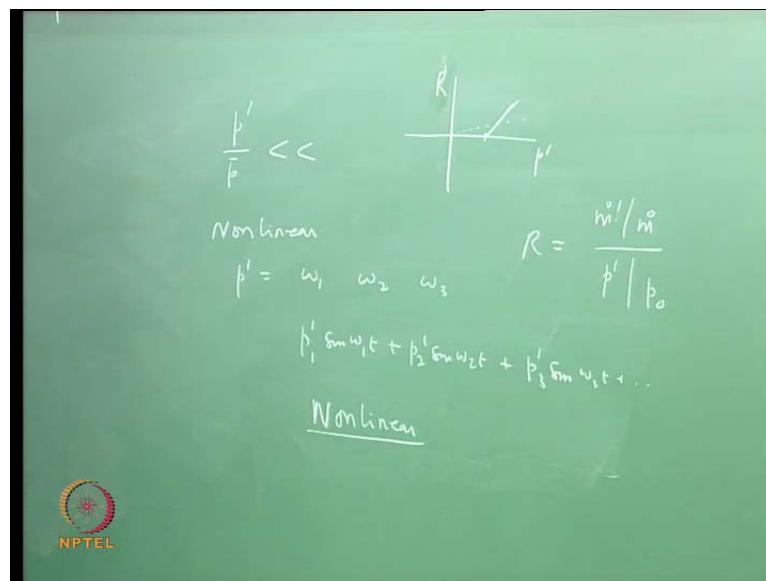 p'/p̄ <<
R
p'
Nonlinear
R = (ṁ'/ṁ)/(p'/p₀)
p' = ω₁ ω₂ ω₃
p'₁ Sin ω₁t + p'₂ Sin ω₂t + p'₃ Sin ω₃t + ...
Nonlinear
NPTEL